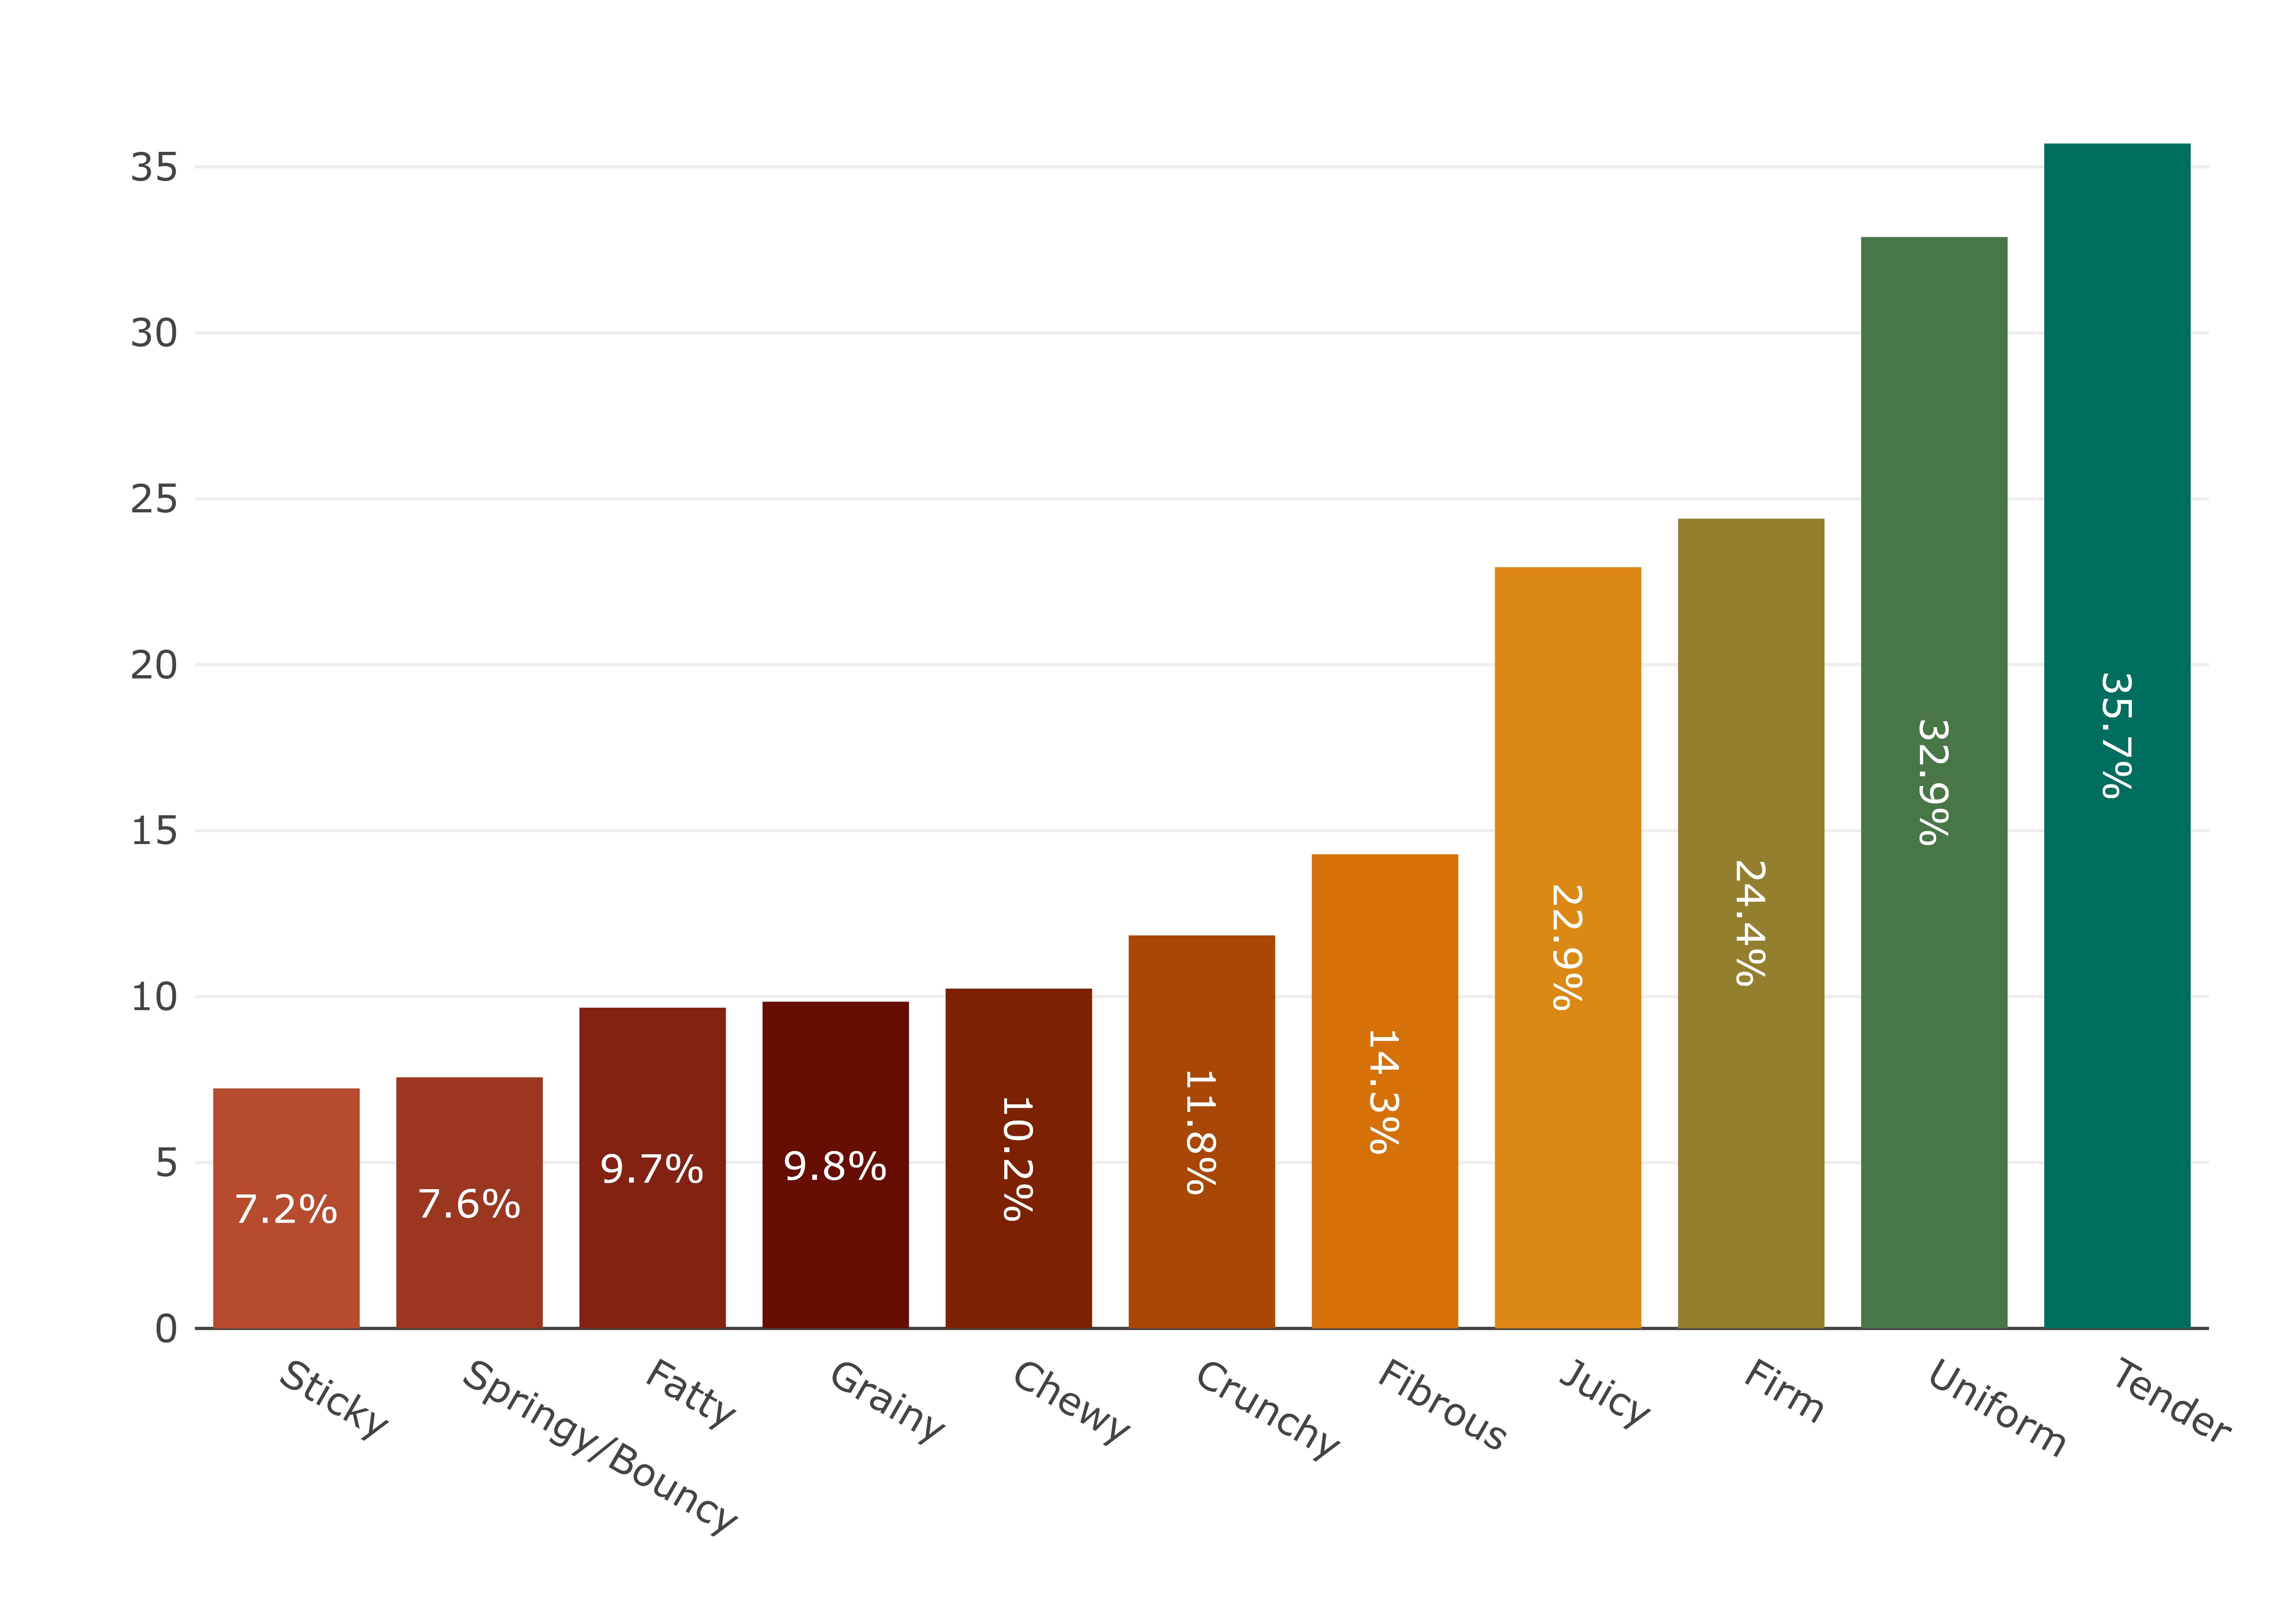 35
30
25
20
15
10
5
0
7.2%
7.6%
9.7%
9.8%
10.2%
11.8%
14.3%
22.9%
24.4%
32.9%
35.7%
Sticky
Springy/Bouncy
Fatty
Grainy
Chewy
Crunchy
Fibrous
Juicy
Firm
Uniform
Tender